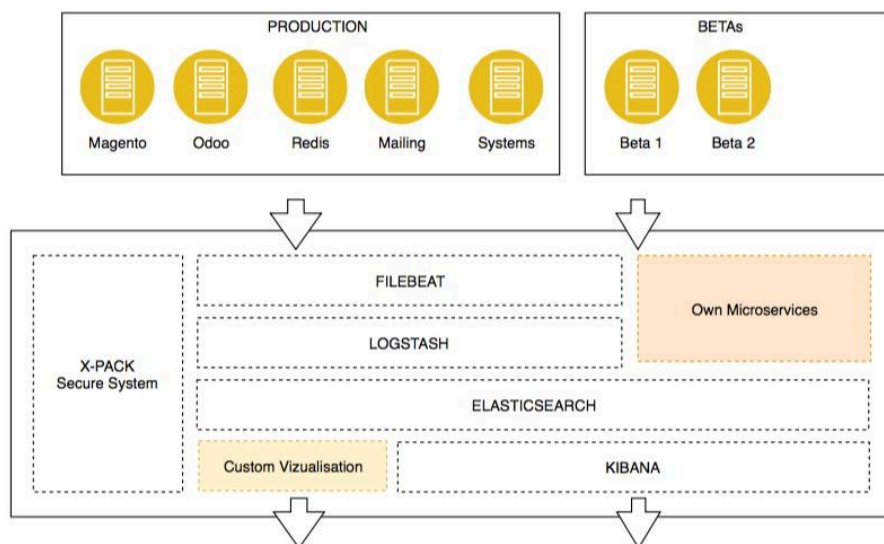 PRODUCTION
BETAs
Magento
Odoo
Redis
Mailing
Systems
Beta 1
Beta 2
X-PACK
Secure System
FILEBEAT
Own Microservices
LOGSTASH
ELASTICSEARCH
Custom Vizualisation
KIBANA